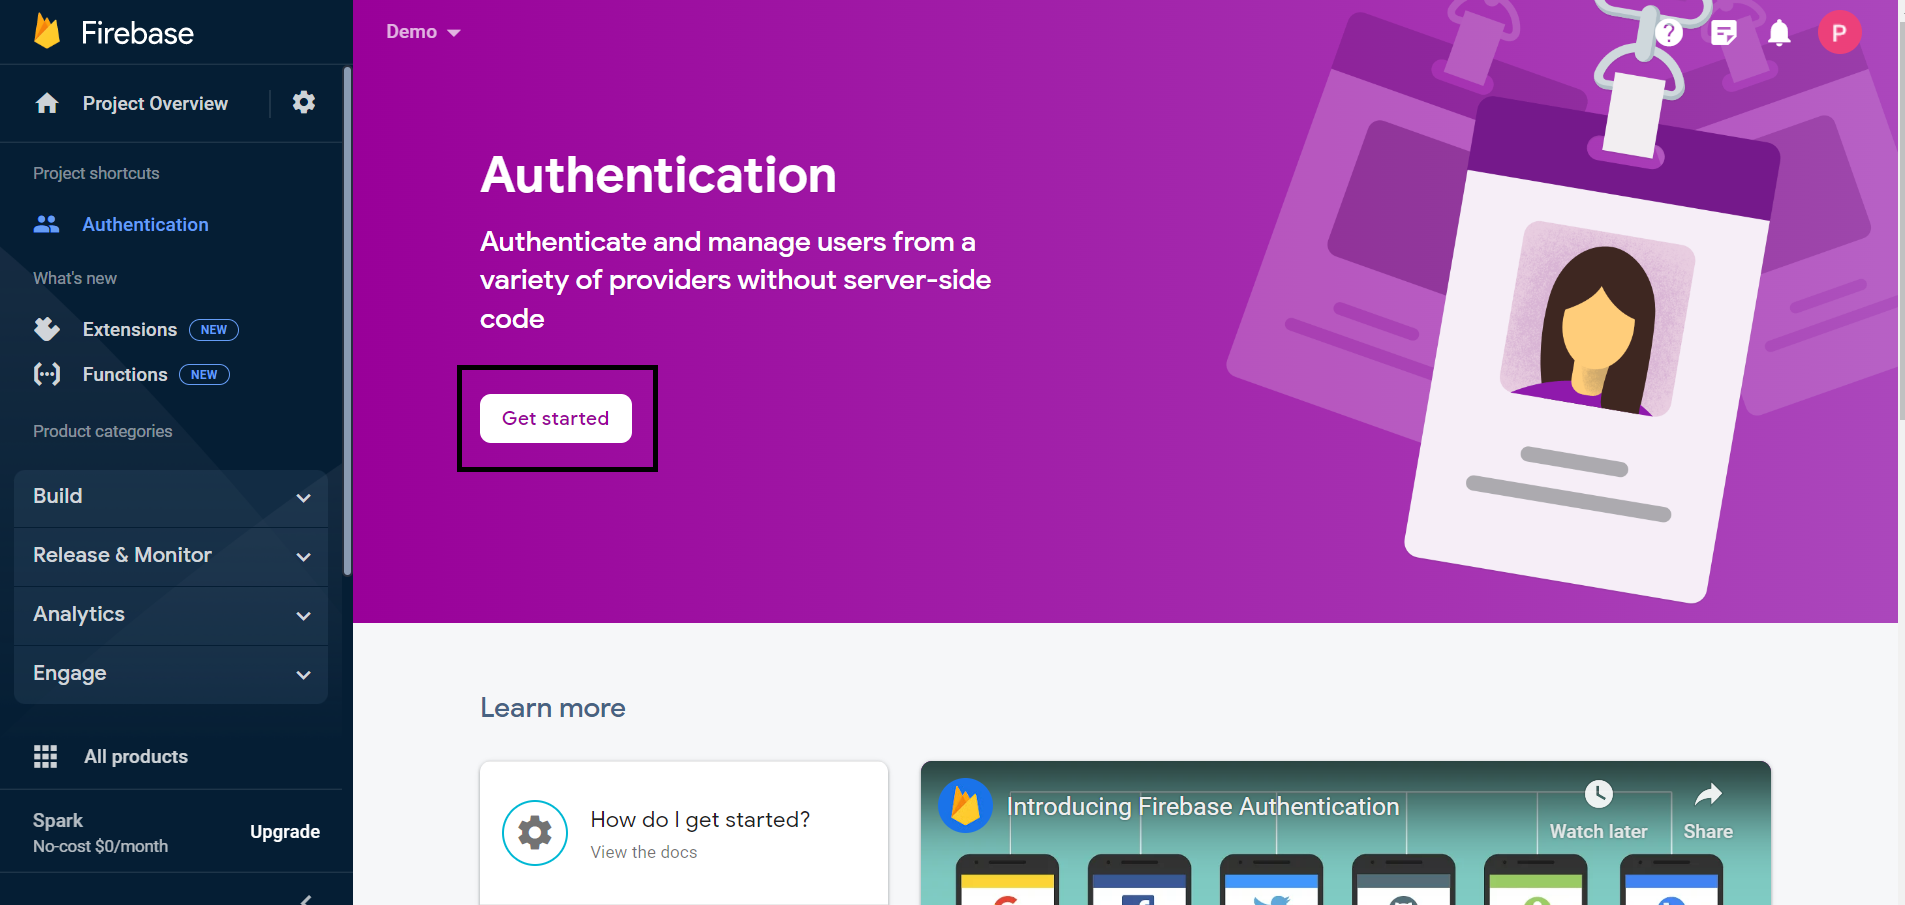 Firebase
Demo
Project Overview
Project shortcuts
Authentication
What's new
Extensions NEW
Functions NEW
Product categories
Build
Release & Monitor
Analytics
Engage
All products
Spark
No-cost $0/month
Upgrade
?
P
Authentication
Authenticate and manage users from a
variety of providers without server-side
code
Get started
Learn more
How do I get started?
View the docs
Introducing Firebase Authentication
Watch later
Share